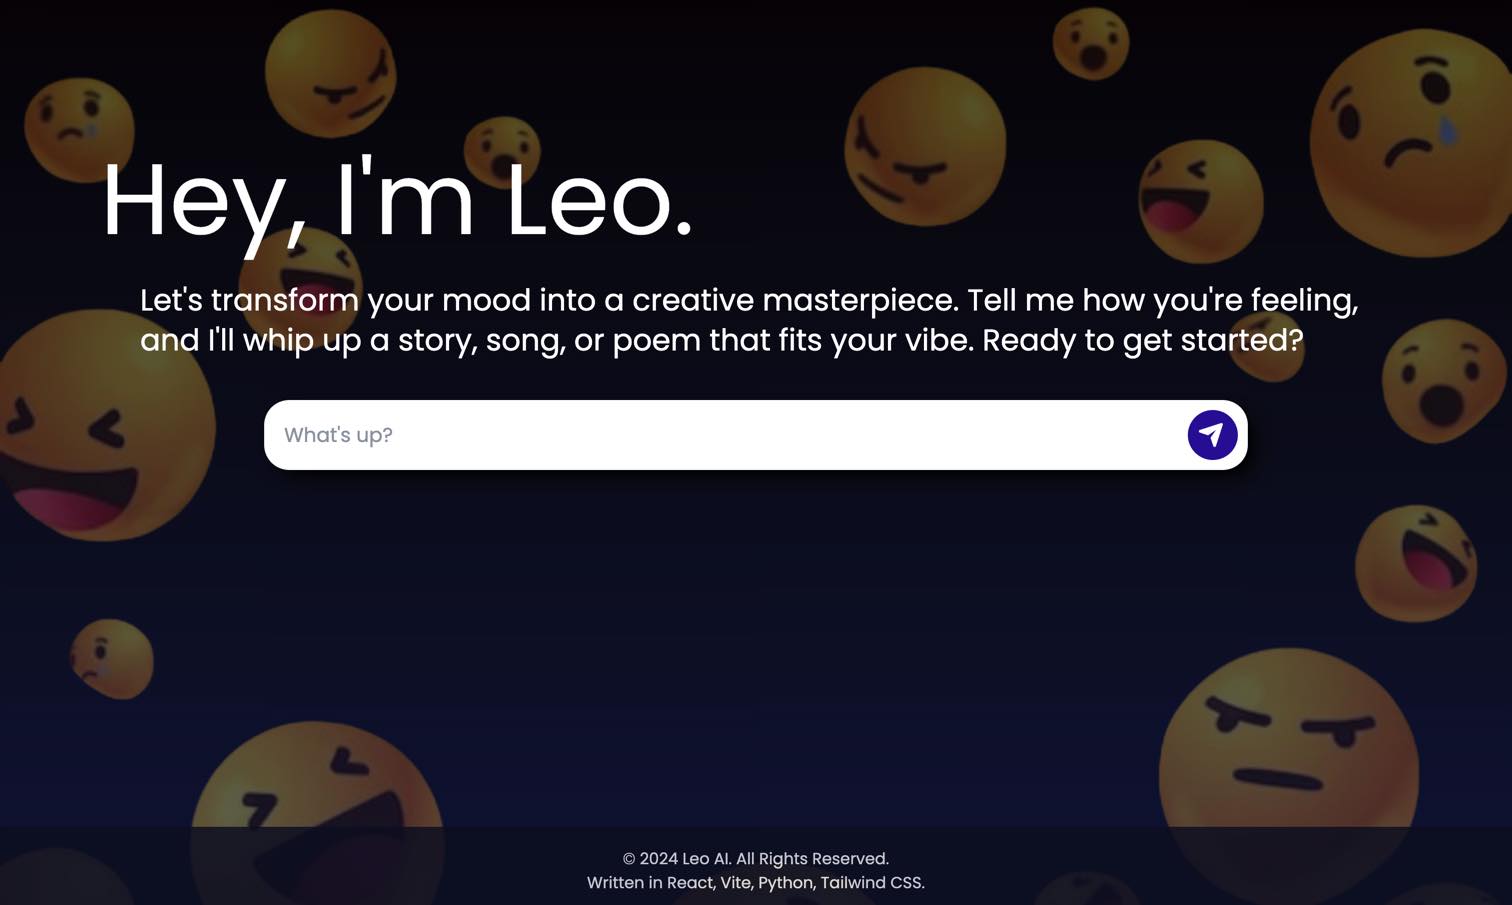 Hey, I'm Leo.
Let's transform your mood into a creative masterpiece. Tell me how you're feeling,
and I'll whip up a story, song, or poem that fits your vibe. Ready to get started?
What's up?
© 2024 Leo AI. All Rights Reserved.
Written in React, Vite, Python, Tailwind CSS.